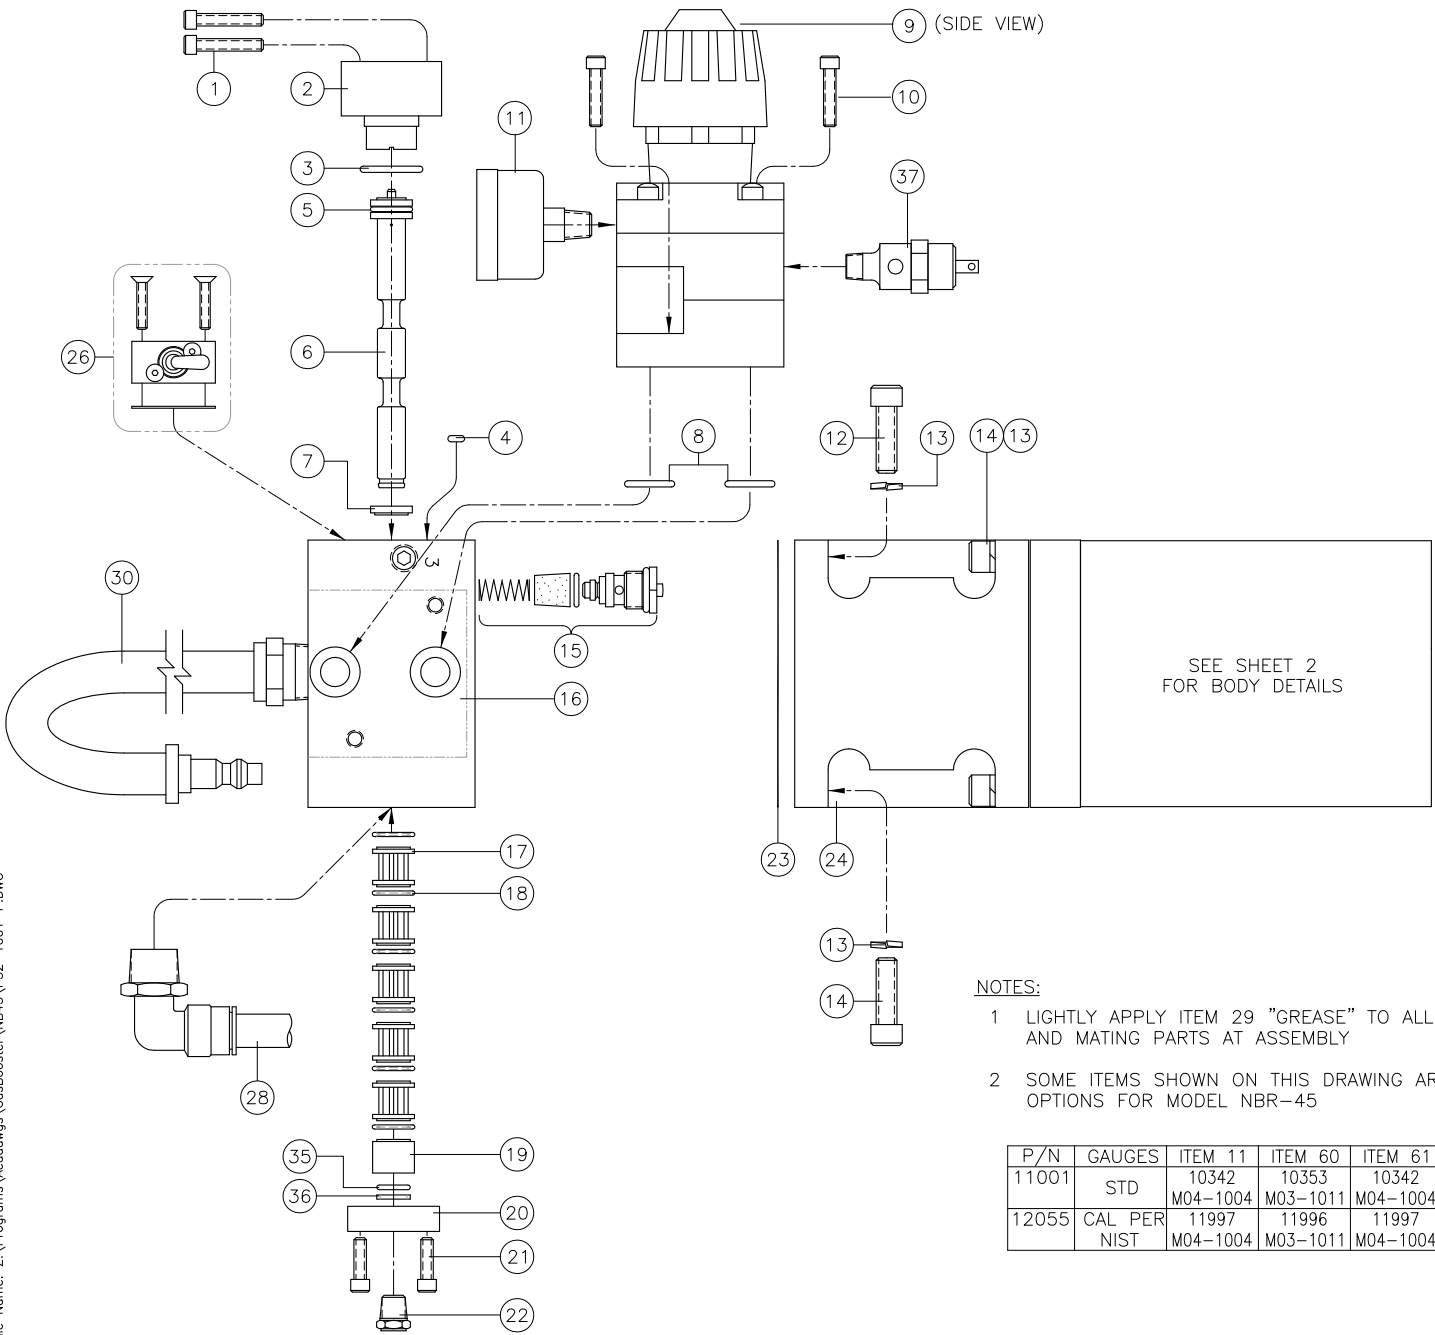 9 (SIDE VIEW)
1
2
10
11
3
37
5
26
6
4
8
12
13
14 13
7
3
30
15
SEE SHEET 2
FOR BODY DETAILS
16
17
23
24
18
13
14
NOTES:
1 LIGHTLY APPLY ITEM 29 "GREASE" TO ALL
AND MATING PARTS AT ASSEMBLY
2 SOME ITEMS SHOWN ON THIS DRAWING
OPTIONS FOR MODEL NBR-45
28
19
35
36
20
21
22
P/N GAUGES ITEM 11 ITEM 60 ITEM 61
11001 STD 10342 10353 10342
M04-1004 M03-1011 M04-1004
12055 CAL PER 11997 11996 11997
NIST M04-1004 M03-1011 M04-1004